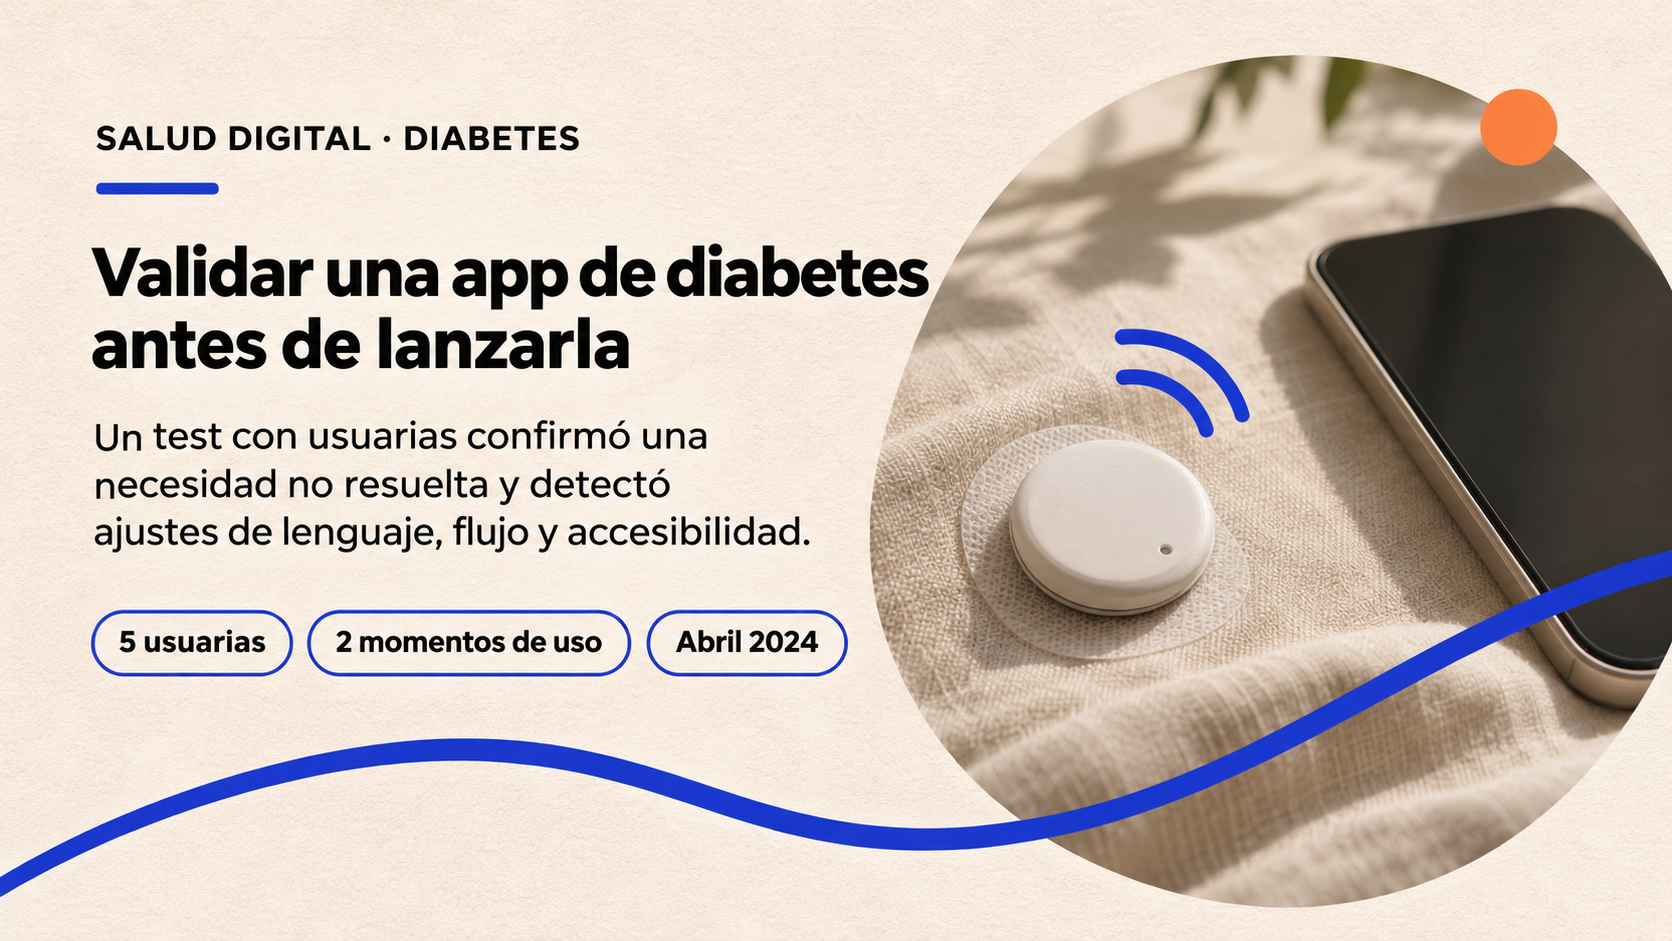 SALUD DIGITAL · DIABETES
Validar una app de diabetes
antes de lanzarla
Un test con usuarias confirmó una
necesidad no resuelta y detectó
ajustes de lenguaje, flujo y accesibilidad.
5 usuarias
2 momentos de uso
Abril 2024